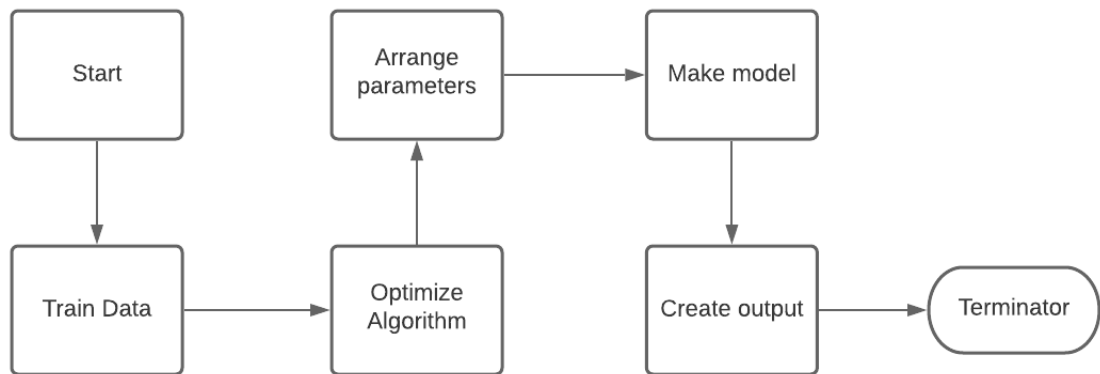 Start
Arrange
parameters
Make model
Train Data
Optimize
Algorithm
Create output
Terminator